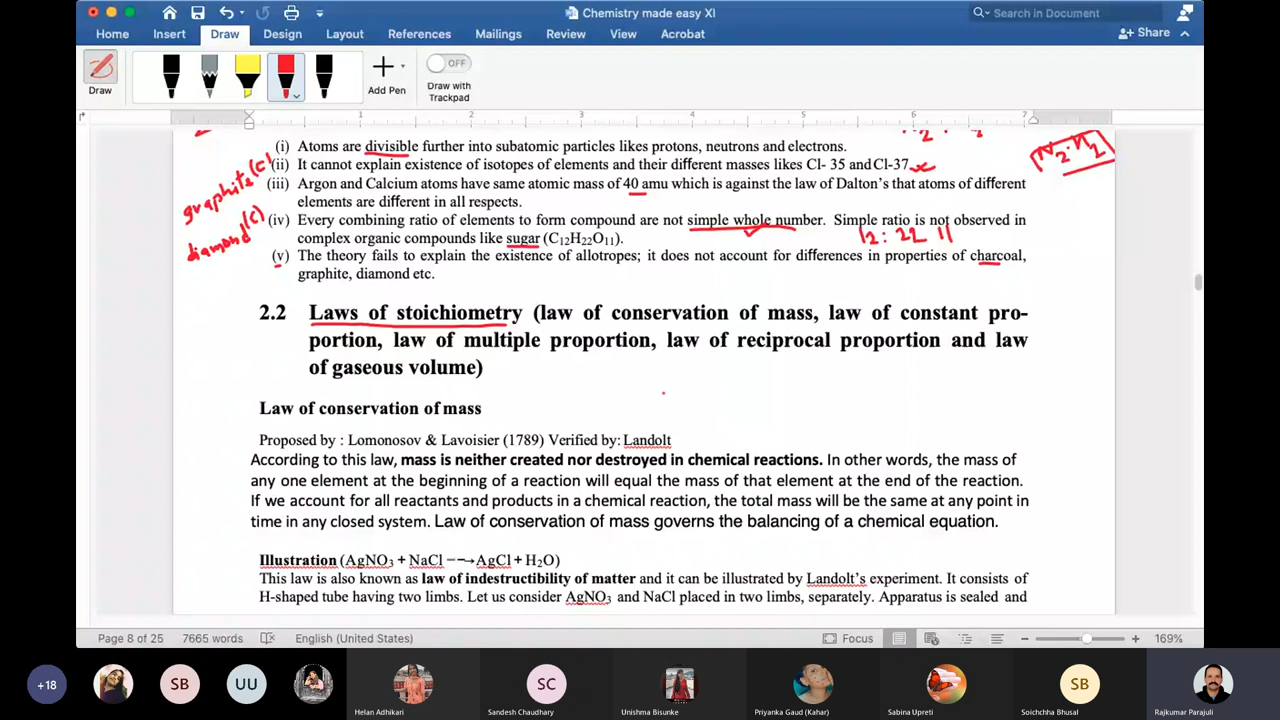 Chemistry made easy XI
Search in Document
Home Insert Draw Design Layout References Mailings Review View Acrobat
Share
OFF
Draw
Add Pen
Draw with
Trackpad
1 2 3 4 5 6 7
(i) Atoms are divisible further into subatomic particles likes protons, neutrons and electrons.
N2 . N2
graphite (C)
(ii) It cannot explain existence of isotopes of elements and their different masses likes Cl- 35 and Cl-37.
(iii) Argon and Calcium atoms have same atomic mass of 40 amu which is against the law of Dalton's that atoms of different
elements are different in all respects.
diamond (C)
(iv) Every combining ratio of elements to form compound are not simple whole number. Simple ratio is not observed in
complex organic compounds like sugar (C12H22O11).
12: 22 11
(v) The theory fails to explain the existence of allotropes; it does not account for differences in properties of charcoal,
graphite, diamond etc.
2.2 Laws of stoichiometry (law of conservation of mass, law of constant pro-
portion, law of multiple proportion, law of reciprocal proportion and law
of gaseous volume)
Law of conservation of mass
Proposed by : Lomonosov & Lavoisier (1789) Verified by: Landolt
According to this law, mass is neither created nor destroyed in chemical reactions. In other words, the mass of
any one element at the beginning of a reaction will equal the mass of that element at the end of the reaction.
If we account for all reactants and products in a chemical reaction, the total mass will be the same at any point in
time in any closed system. Law of conservation of mass governs the balancing of a chemical equation.
Illustration (AgNO3 + NaCl −−→ AgCl + H2O)
This law is also known as law of indestructibility of matter and it can be illustrated by Landolt's experiment. It consists of
H-shaped tube having two limbs. Let us consider AgNO3 and NaCl placed in two limbs, separately. Apparatus is sealed and
Page 8 of 25 7665 words English (United States) Focus 169%
+18 SB UU SC SB
Helan Adhikari Sandesh Chaudhary Unishma Bisunke Priyanka Gaud (Kahar) Sabina Upreti Soichchha Bhusal Rajkumar Parajuli